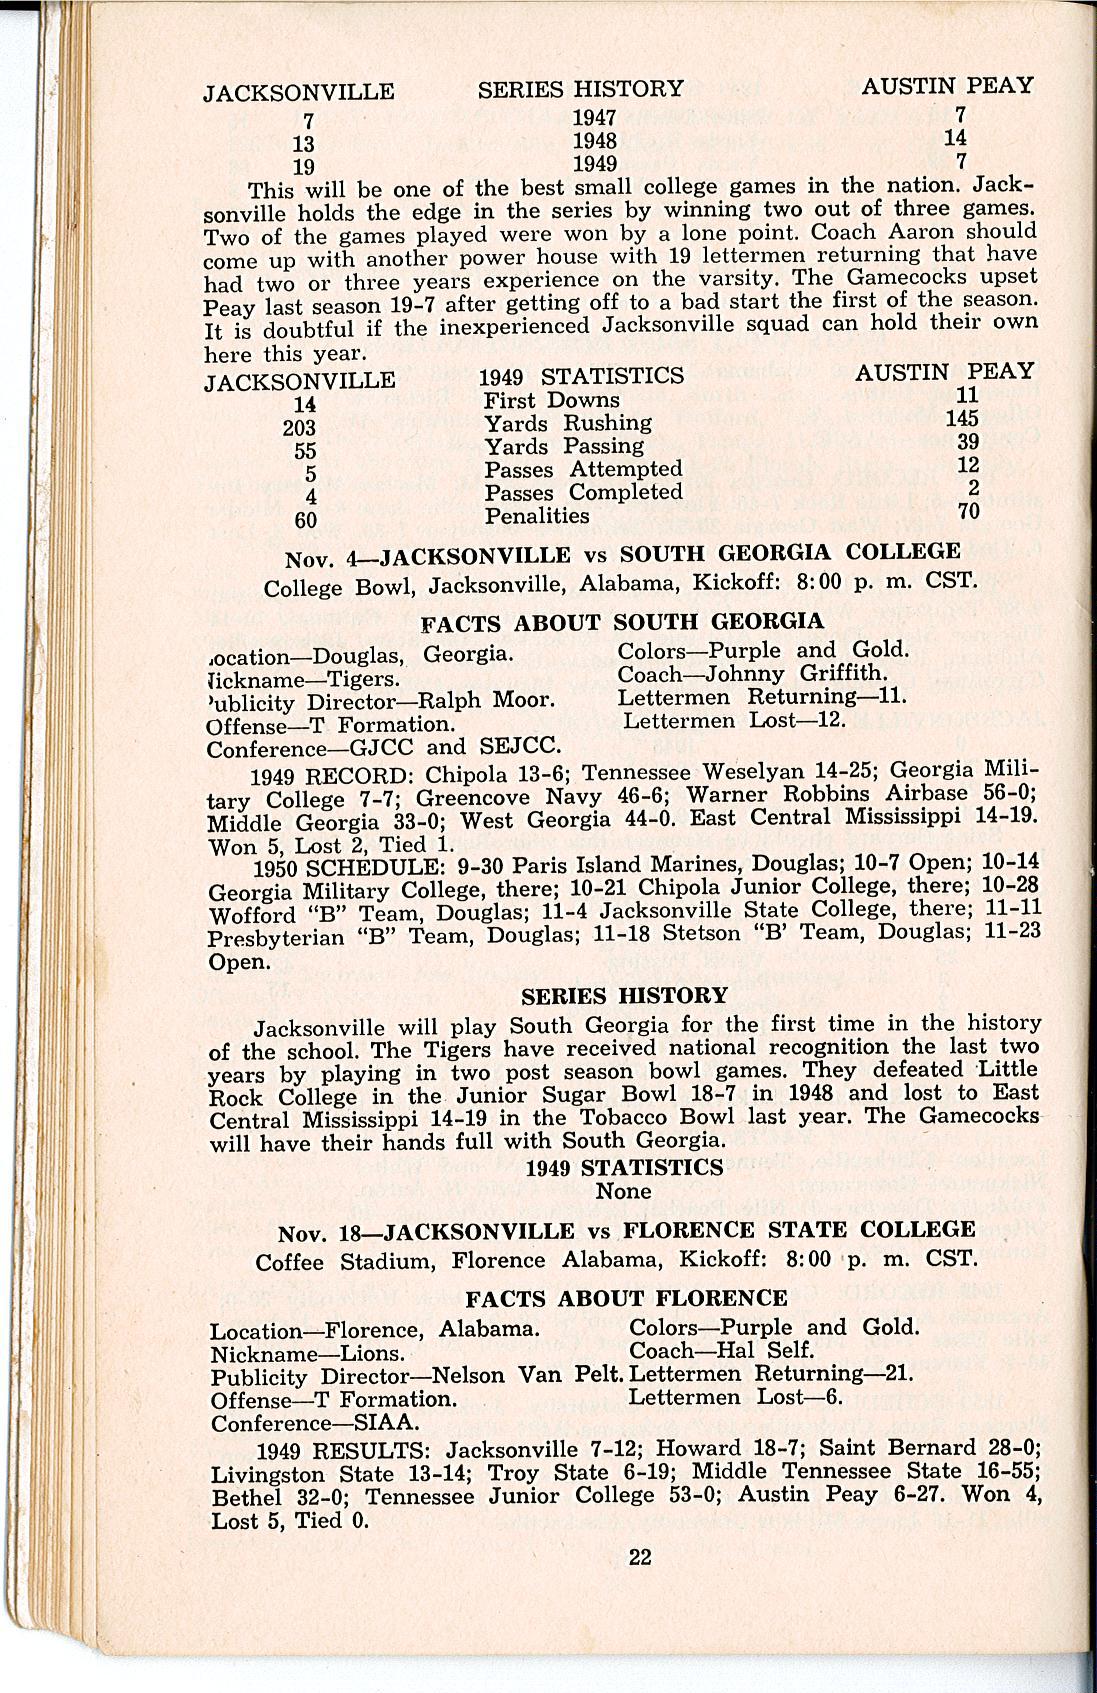 JACKSONVILLE SERIES HISTORY AUSTIN PEAY
7 1947 7
13 1948 14
19 1949 7
This will be one of the best small college games in the nation. Jack-
sonville holds the edge in the series by winning two out of three games.
Two of the games played were won by a lone point. Coach Aaron should
come up with another power house with 19 lettermen returning that have
had two or three years experience on the varsity. The Gamecocks upset
Peay last season 19-7 after getting off to a bad start the first of the season.
It is doubtful if the inexperienced Jacksonville squad can hold their own
here this year.
JACKSONVILLE 1949 STATISTICS AUSTIN PEAY
14 First Downs 11
203 Yards Rushing 145
55 Yards Passing 39
5 Passes Attempted 12
4 Passes Completed 2
60 Penalities 70
Nov. 4—JACKSONVILLE vs SOUTH GEORGIA COLLEGE
College Bowl, Jacksonville, Alabama, Kickoff: 8:00 p. m. CST.
FACTS ABOUT SOUTH GEORGIA
ocation—Douglas, Georgia. Colors—Purple and Gold.
ickname—Tigers. Coach—Johnny Griffith.
ublicity Director—Ralph Moor. Lettermen Returning—11.
Offense—T Formation. Lettermen Lost—12.
Conference—GJCC and SEJCC.
1949 RECORD: Chipola 13-6; Tennessee Weselyan 14-25; Georgia Mili-
tary College 7-7; Greencove Navy 46-6; Warner Robbins Airbase 56-0;
Middle Georgia 33-0; West Georgia 44-0. East Central Mississippi 14-19.
Won 5, Lost 2, Tied 1.
1950 SCHEDULE: 9-30 Paris Island Marines, Douglas; 10-7 Open; 10-14
Georgia Military College, there; 10-21 Chipola Junior College, there; 10-28
Wofford "B" Team, Douglas; 11-4 Jacksonville State College, there; 11-11
Presbyterian "B" Team, Douglas; 11-18 Stetson "B' Team, Douglas; 11-23
Open.
SERIES HISTORY
Jacksonville will play South Georgia for the first time in the history
of the school. The Tigers have received national recognition the last two
years by playing in two post season bowl games. They defeated Little
Rock College in the Junior Sugar Bowl 18-7 in 1948 and lost to East
Central Mississippi 14-19 in the Tobacco Bowl last year. The Gamecocks
will have their hands full with South Georgia.
1949 STATISTICS
None
Nov. 18—JACKSONVILLE vs FLORENCE STATE COLLEGE
Coffee Stadium, Florence Alabama, Kickoff: 8:00 p. m. CST.
FACTS ABOUT FLORENCE
Location—Florence, Alabama. Colors—Purple and Gold.
Nickname—Lions. Coach—Hal Self.
Publicity Director—Nelson Van Pelt. Lettermen Returning—21.
Offense—T Formation. Lettermen Lost—6.
Conference—SIAA.
1949 RESULTS: Jacksonville 7-12; Howard 18-7; Saint Bernard 28-0;
Livingston State 13-14; Troy State 6-19; Middle Tennessee State 16-55;
Bethel 32-0; Tennessee Junior College 53-0; Austin Peay 6-27. Won 4,
Lost 5, Tied 0.
22